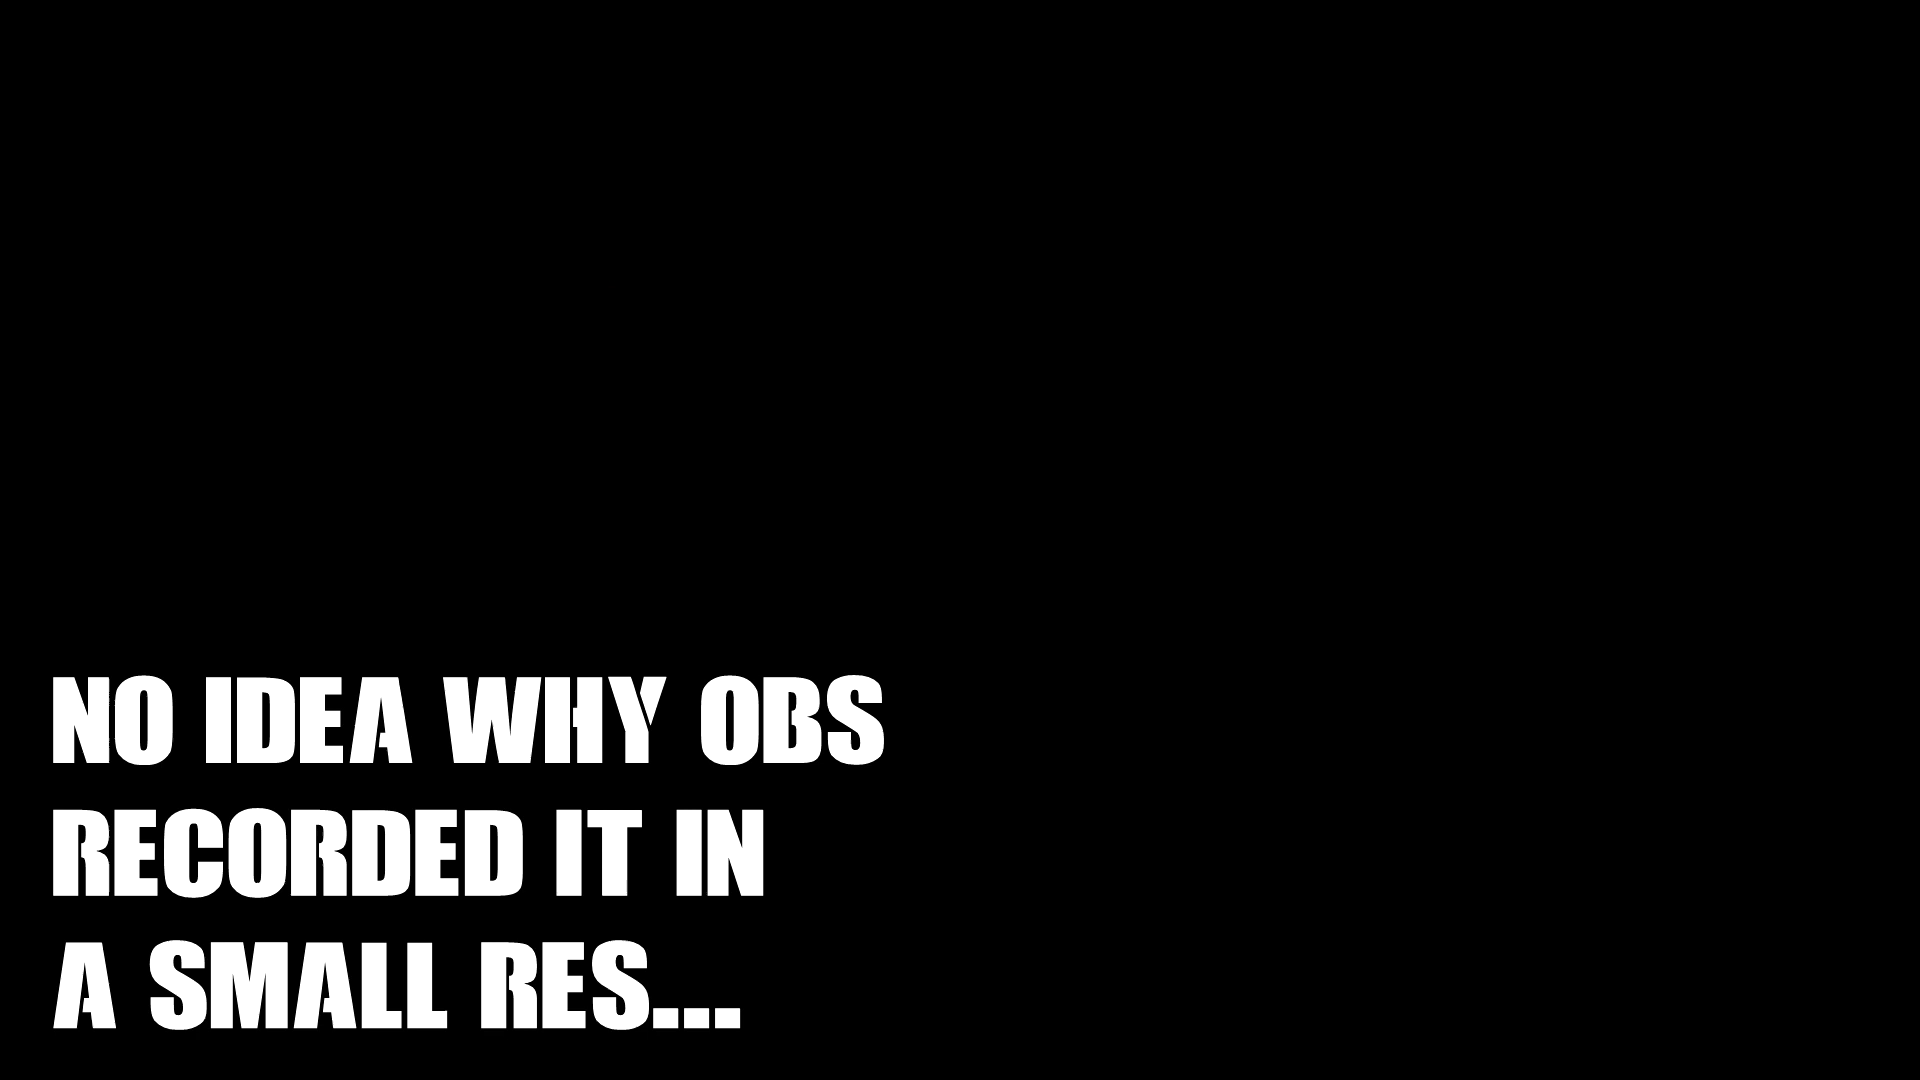 NO IDEA WHY OBS
RECORDED IT IN
A SMALL RES...